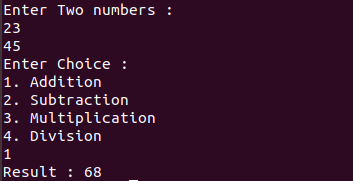 Enter Two numbers :
23
45
Enter Choice :
1. Addition
2. Subtraction
3. Multiplication
4. Division
1
Result : 68